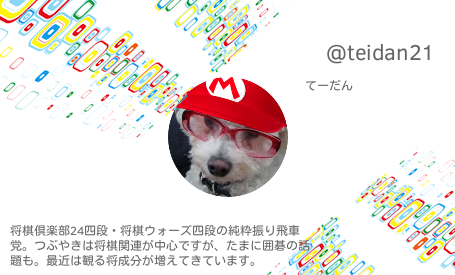 @teidan21
てーだん
M
将棋倶楽部24四段・将棋ウォーズ四段の純粋振り飛車
党。つぶやきは将棋関連が中心ですが、たまに囲碁の話
題も。最近は観る将成分が増えてきています。